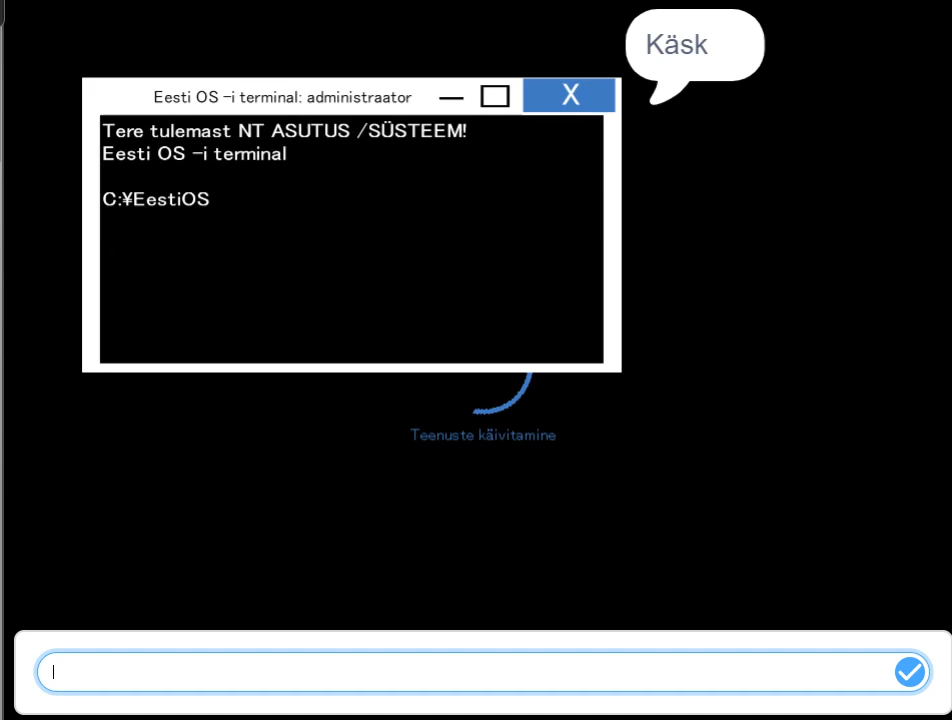 Käsk
Eesti OS -i terminal: administraator
X
Tere tulemast NT ASUTUS /SÜSTEEM!
Eesti OS -i terminal
C:¥EestiOS
Teenuste käivitamine